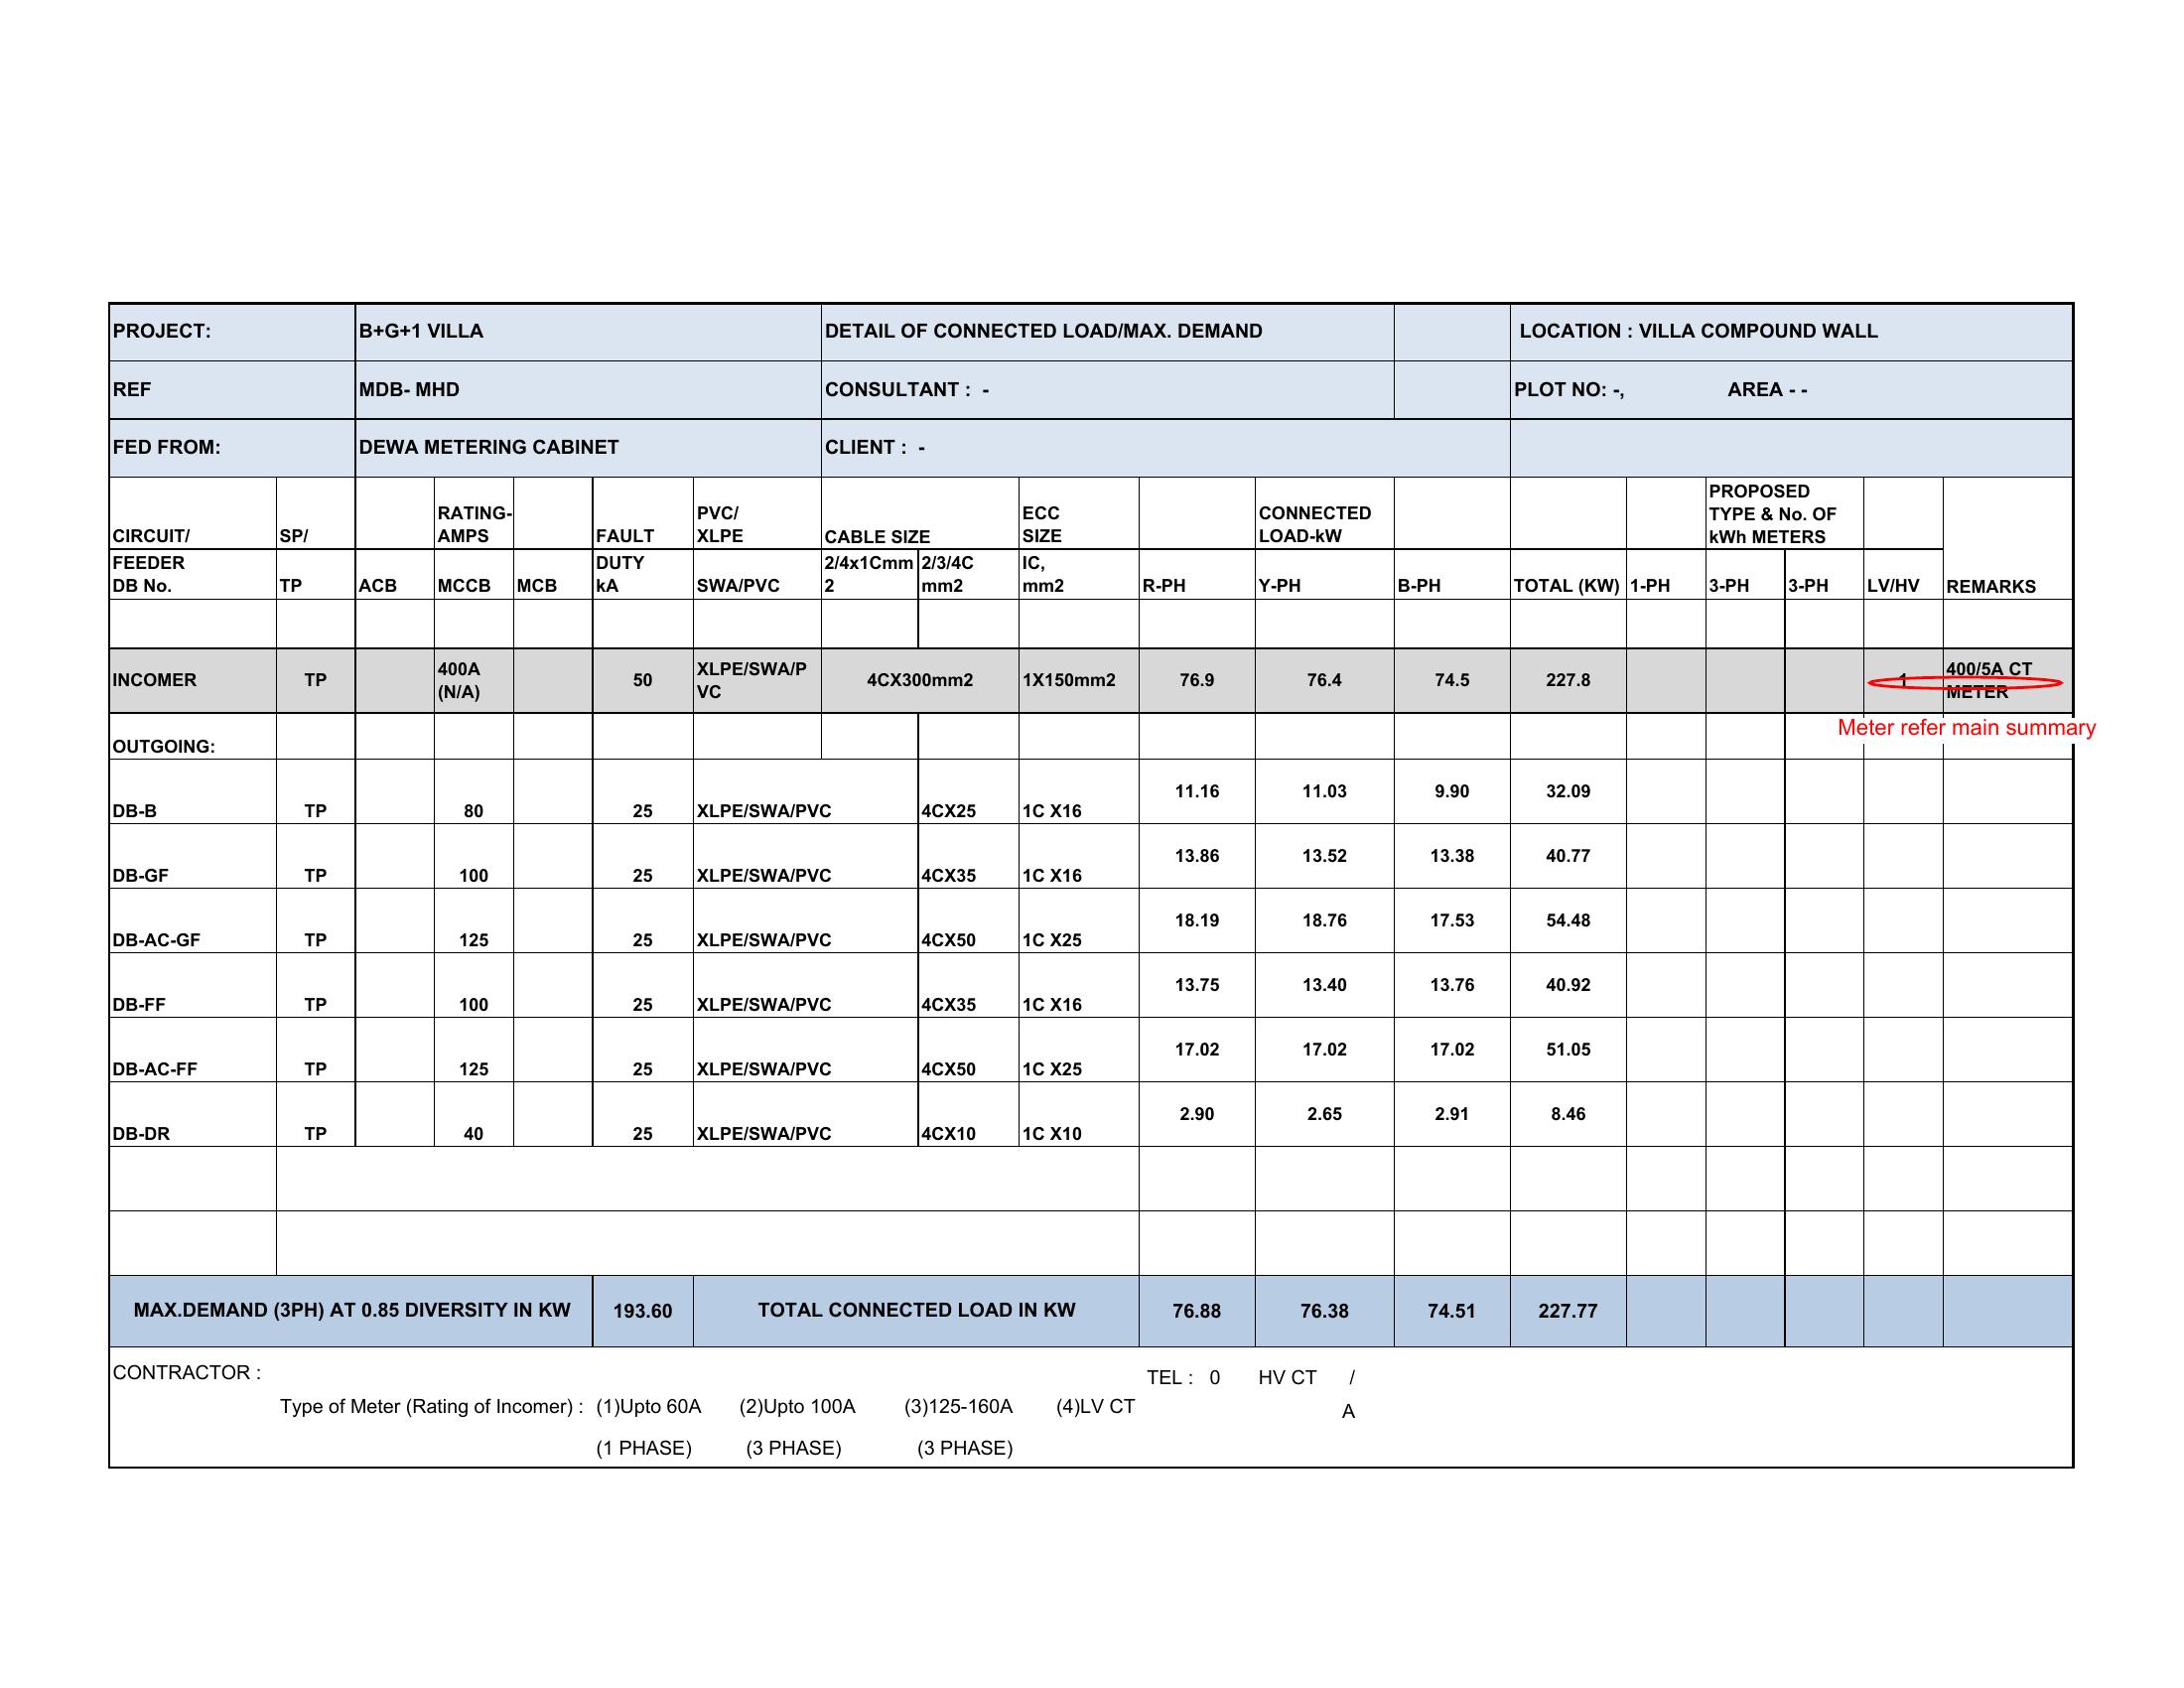 PROJECT: B+G+1 VILLA DETAIL OF CONNECTED LOAD/MAX. DEMAND LOCATION : VILLA COMPOUND WALL
REF MDB- MHD CONSULTANT : - PLOT NO: -, AREA - -
FED FROM: DEWA METERING CABINET CLIENT : -
PROPOSED
RATING- PVC/ ECC CONNECTED TYPE & No. OF
CIRCUIT/ SP/ AMPS FAULT XLPE CABLE SIZE SIZE LOAD-kW kWh METERS
FEEDER DUTY 2/4x1Cmm 2/3/4C IC,
DB No. TP ACB MCCB MCB kA SWA/PVC 2 mm2 mm2 R-PH Y-PH B-PH TOTAL (KW) 1-PH 3-PH 3-PH LV/HV REMARKS
400A XLPE/SWA/P 400/5A CT
INCOMER TP 50 4CX300mm2 1X150mm2 76.9 76.4 74.5 227.8 1
(N/A) VC METER
Meter refer main summary
OUTGOING:
11.16 11.03 9.90 32.09
DB-B TP 80 25 XLPE/SWA/PVC 4CX25 1C X16
13.86 13.52 13.38 40.77
DB-GF TP 100 25 XLPE/SWA/PVC 4CX35 1C X16
18.19 18.76 17.53 54.48
DB-AC-GF TP 125 25 XLPE/SWA/PVC 4CX50 1C X25
13.75 13.40 13.76 40.92
DB-FF TP 100 25 XLPE/SWA/PVC 4CX35 1C X16
17.02 17.02 17.02 51.05
DB-AC-FF TP 125 25 XLPE/SWA/PVC 4CX50 1C X25
2.90 2.65 2.91 8.46
DB-DR TP 40 25 XLPE/SWA/PVC 4CX10 1C X10
MAX.DEMAND (3PH) AT 0.85 DIVERSITY IN KW 193.60 TOTAL CONNECTED LOAD IN KW 76.88 76.38 74.51 227.77
CONTRACTOR : TEL : 0 HV CT /
Type of Meter (Rating of Incomer) : (1)Upto 60A (2)Upto 100A (3)125-160A (4)LV CT A
(1 PHASE) (3 PHASE) (3 PHASE)